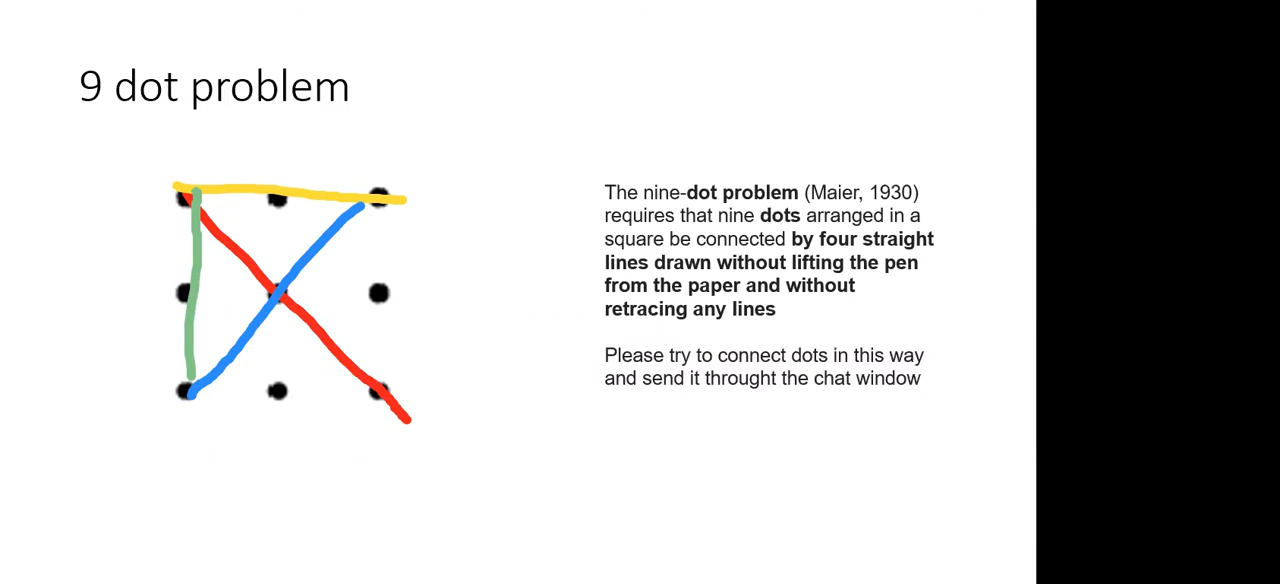 9 dot problem
The nine-dot problem (Maier, 1930)
requires that nine dots arranged in a
square be connected by four straight
lines drawn without lifting the pen
from the paper and without
retracing any lines
Please try to connect dots in this way
and send it throught the chat window